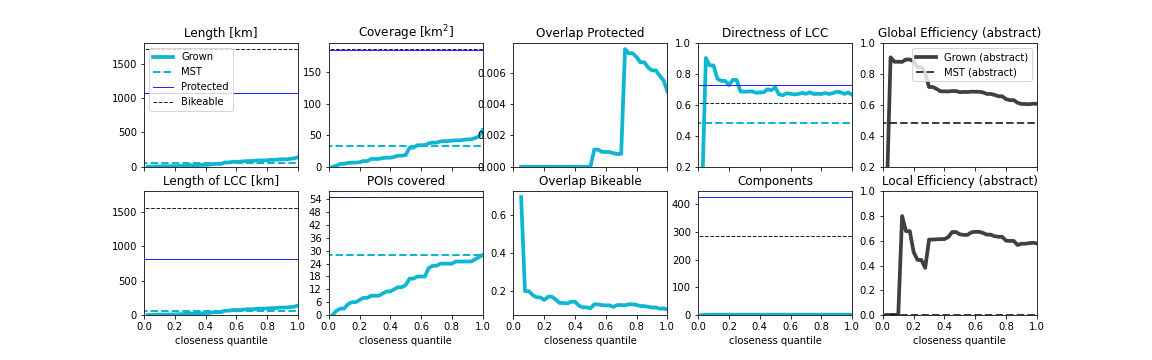 Length [km]
Coverage [km²]
Overlap Protected
Directness of LCC
Global Efficiency (abstract)
1500
1000
500
0
Grown
MST
Protected
Bikeable
150
100
50
0
0.006
0.004
0.002
0.000
1.0
0.8
0.6
0.4
0.2
1.0
0.8
0.6
0.4
0.2
Grown (abstract)
MST (abstract)
Length of LCC [km]
POIs covered
Overlap Bikeable
Components
Local Efficiency (abstract)
1500
1000
500
0
54
48
42
36
30
24
18
12
6
0
0.6
0.4
0.2
400
300
200
100
0
1.0
0.8
0.6
0.4
0.2
0.0
0.0 0.2 0.4 0.6 0.8 1.0
0.0 0.2 0.4 0.6 0.8 1.0
0.0 0.2 0.4 0.6 0.8 1.0
0.0 0.2 0.4 0.6 0.8 1.0
0.0 0.2 0.4 0.6 0.8 1.0
closeness quantile
closeness quantile
closeness quantile
closeness quantile
closeness quantile